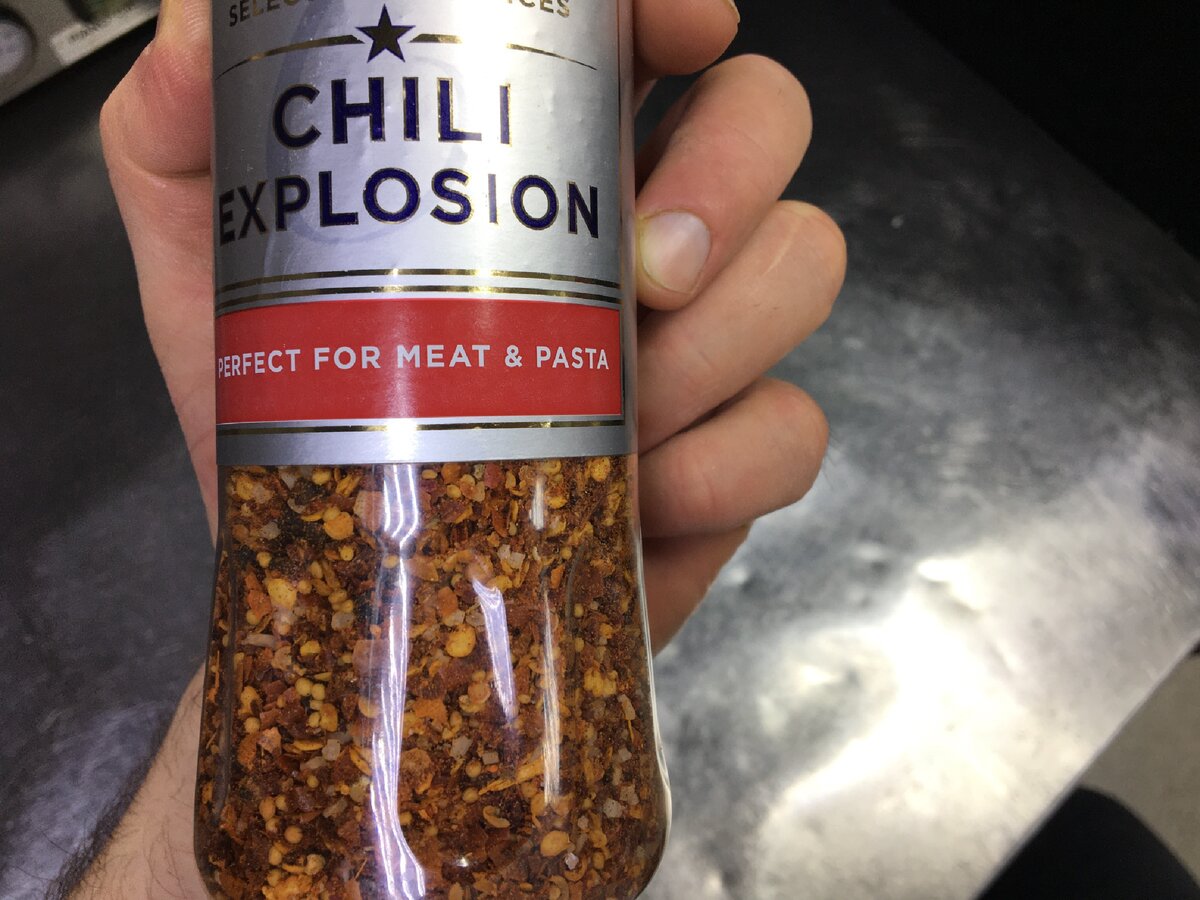 CHILI
EXPLOSION
PERFECT FOR MEAT & PASTA